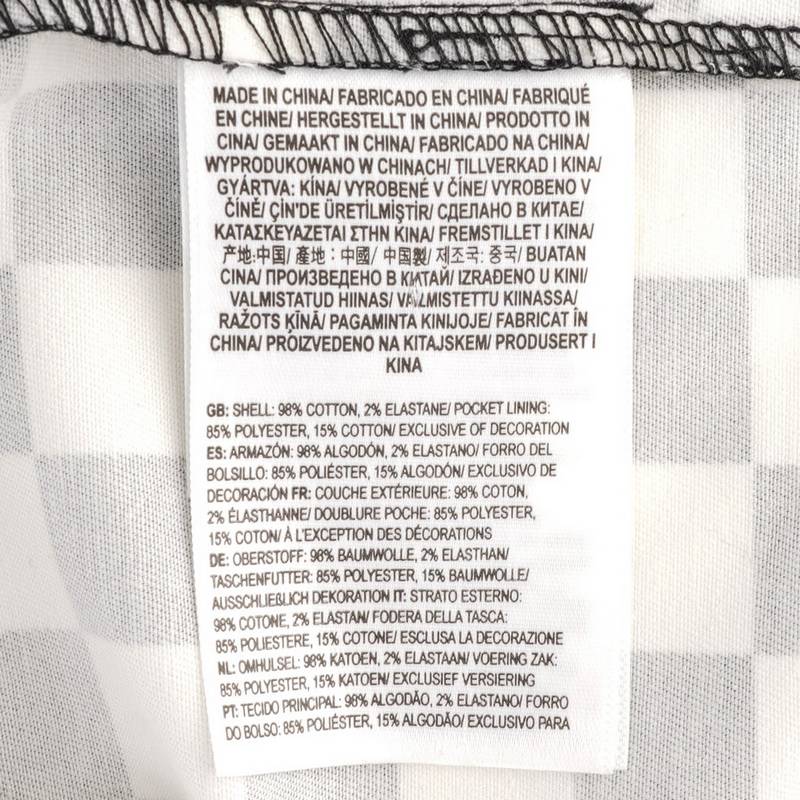 MADE IN CHINA/ FABRICADO EN CHINA/ FABRIQUÉ
EN CHINE/ HERGESTELLT IN CHINA/ PRODOTTO IN
CINA/ GEMAAKT IN CHINA/ FABRICADO NA CHINA/
WYPRODUKOWANO W CHINACH/ TILLVERKAD I KINA/
GYÁRTVA: KÍNA/ VYROBENÉ V ČÍNE/ VYROBENO V
ČÍNĚ/ ÇİN'DE ÜRETİLMİŞTİR/ СДЕЛАНО В КИТАЕ/
ΚΑΤΑΣΚΕΥΑΖΕΤΑΙ ΣΤΗΝ ΚΙΝΑ/ FREMSTILLET I KINA/
产地:中国/ 產地：中國/ 中国製/ 제조국: 중국/ BUATAN
CINA/ ПРОИЗВЕДЕНО В КИТАЙ/ IZRAĐENO U KINI/
VALMISTATUD HIINAS/ VALMISTETTU KIINASSA/
RAŽOTS ĶĪNĀ/ PAGAMINTA KINIJOJE/ FABRICAT ÎN
CHINA/ PROIZVEDENO NA KITAJSKEM/ PRODUSERT I
KINA
GB: SHELL: 98% COTTON, 2% ELASTANE/ POCKET LINING:
85% POLYESTER, 15% COTTON/ EXCLUSIVE OF DECORATION
ES: ARMAZÓN: 98% ALGODÓN, 2% ELASTANO/ FORRO DEL
BOLSILLO: 85% POLIÉSTER, 15% ALGODÓN/ EXCLUSIVO DE
DECORACIÓN FR: COUCHE EXTÉRIEURE: 98% COTON,
2% ÉLASTHANNE/ DOUBLURE POCHE: 85% POLYESTER,
15% COTON/ À L'EXCEPTION DES DÉCORATIONS
DE: OBERSTOFF: 98% BAUMWOLLE, 2% ELASTHAN/
TASCHENFUTTER: 85% POLYESTER, 15% BAUMWOLLE/
AUSSCHLIEßLICH DEKORATION IT: STRATO ESTERNO:
98% COTONE, 2% ELASTAN/ FODERA DELLA TASCA:
85% POLIESTERE, 15% COTONE/ ESCLUSA LA DECORAZIONE
NL: OMHULSEL: 98% KATOEN, 2% ELASTAAN/ VOERING ZAK:
85% POLYESTER, 15% KATOEN/ EXCLUSIEF VERSIERING
PT: TECIDO PRINCIPAL: 98% ALGODÃO, 2% ELASTANO/ FORRO
DO BOLSO: 85% POLIÉSTER, 15% ALGODÃO/ EXCLUSIVO PARA